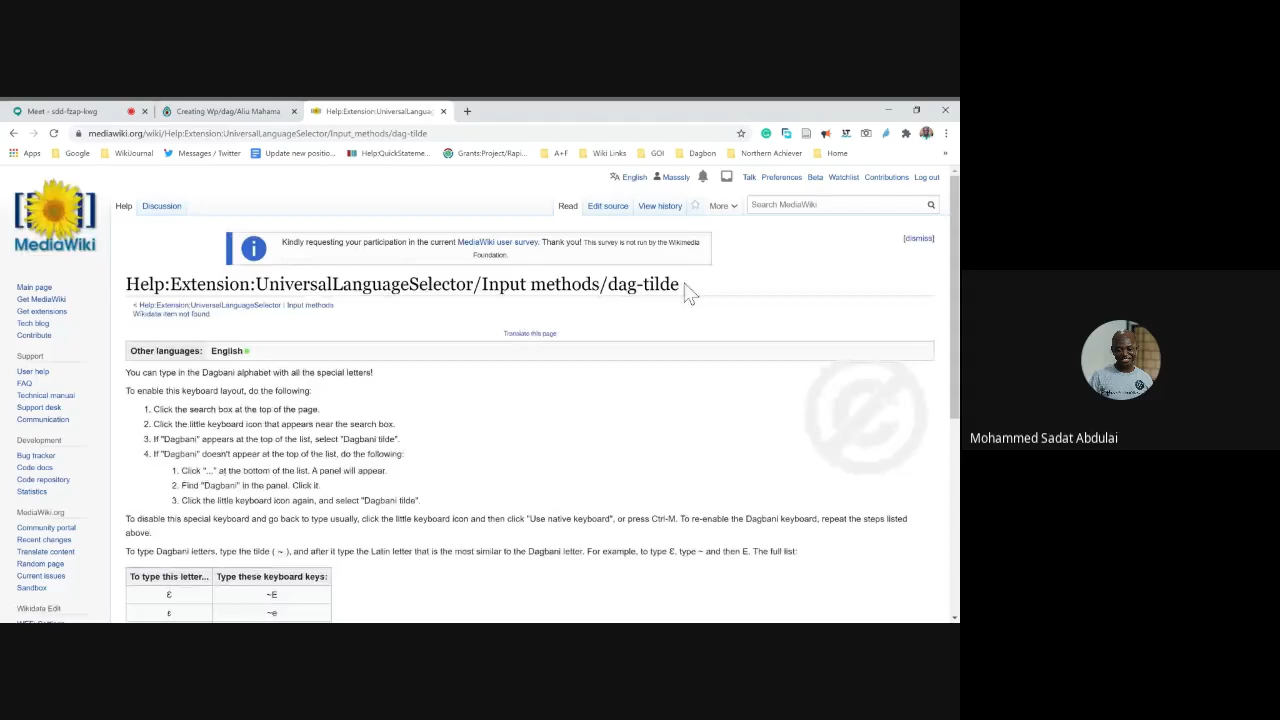 Meet - sdd-fzap-kwg
Creating Wp/dag/Aliu Mahama
Help:Extension:UniversalLangua
mediawiki.org/wiki/Help:Extension:UniversalLanguageSelector/Input_methods/dag-tilde
Apps Google WikiJournal Messages / Twitter Update new positio... Help:QuickStateme... Grants:Project/Rapi... A+F Wiki Links GOI Dagbon Northern Achiever Home »
English Masssly Talk Preferences Beta Watchlist Contributions Log out
Help Discussion Read Edit source View history More Search MediaWiki
MediaWiki
Kindly requesting your participation in the current MediaWiki user survey. Thank you! This survey is not run by the Wikimedia
Foundation.
[dismiss]
Help:Extension:UniversalLanguageSelector/Input methods/dag-tilde
< Help:Extension:UniversalLanguageSelector | Input methods
Wikidata item not found
Translate this page
Other languages: English
You can type in the Dagbani alphabet with all the special letters!
To enable this keyboard layout, do the following:
1. Click the search box at the top of the page.
2. Click the little keyboard icon that appears near the search box.
3. If "Dagbani" appears at the top of the list, select "Dagbani tilde".
4. If "Dagbani" doesn't appear at the top of the list, do the following:
1. Click "..." at the bottom of the list. A panel will appear.
2. Find "Dagbani" in the panel. Click it.
3. Click the little keyboard icon again, and select "Dagbani tilde".
To disable this special keyboard and go back to type usually, click the little keyboard icon and then click "Use native keyboard", or press Ctrl-M. To re-enable the Dagbani keyboard, repeat the steps listed
above.
To type Dagbani letters, type the tilde ( ~ ), and after it type the Latin letter that is the most similar to the Dagbani letter. For example, to type Ɛ, type ~ and then E. The full list:
To type this letter... Type these keyboard keys:
Ɛ ~E
ɛ ~e
Main page
Get MediaWiki
Get extensions
Tech blog
Contribute
Support
User help
FAQ
Technical manual
Support desk
Communication
Development
Bug tracker
Code docs
Code repository
Statistics
MediaWiki.org
Community portal
Recent changes
Translate content
Random page
Current issues
Sandbox
Wikidata Edit
Mohammed Sadat Abdulai